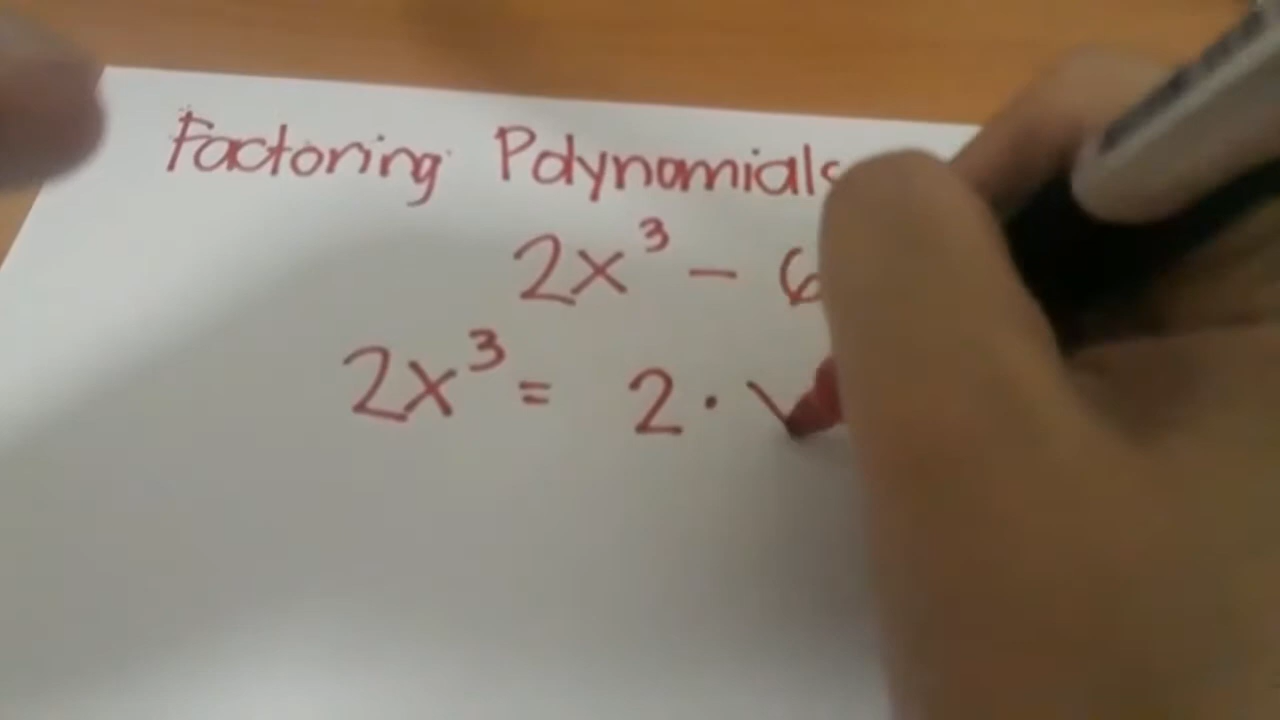 Factoring Polynomials
2x³ - 6
2x³ = 2 ·